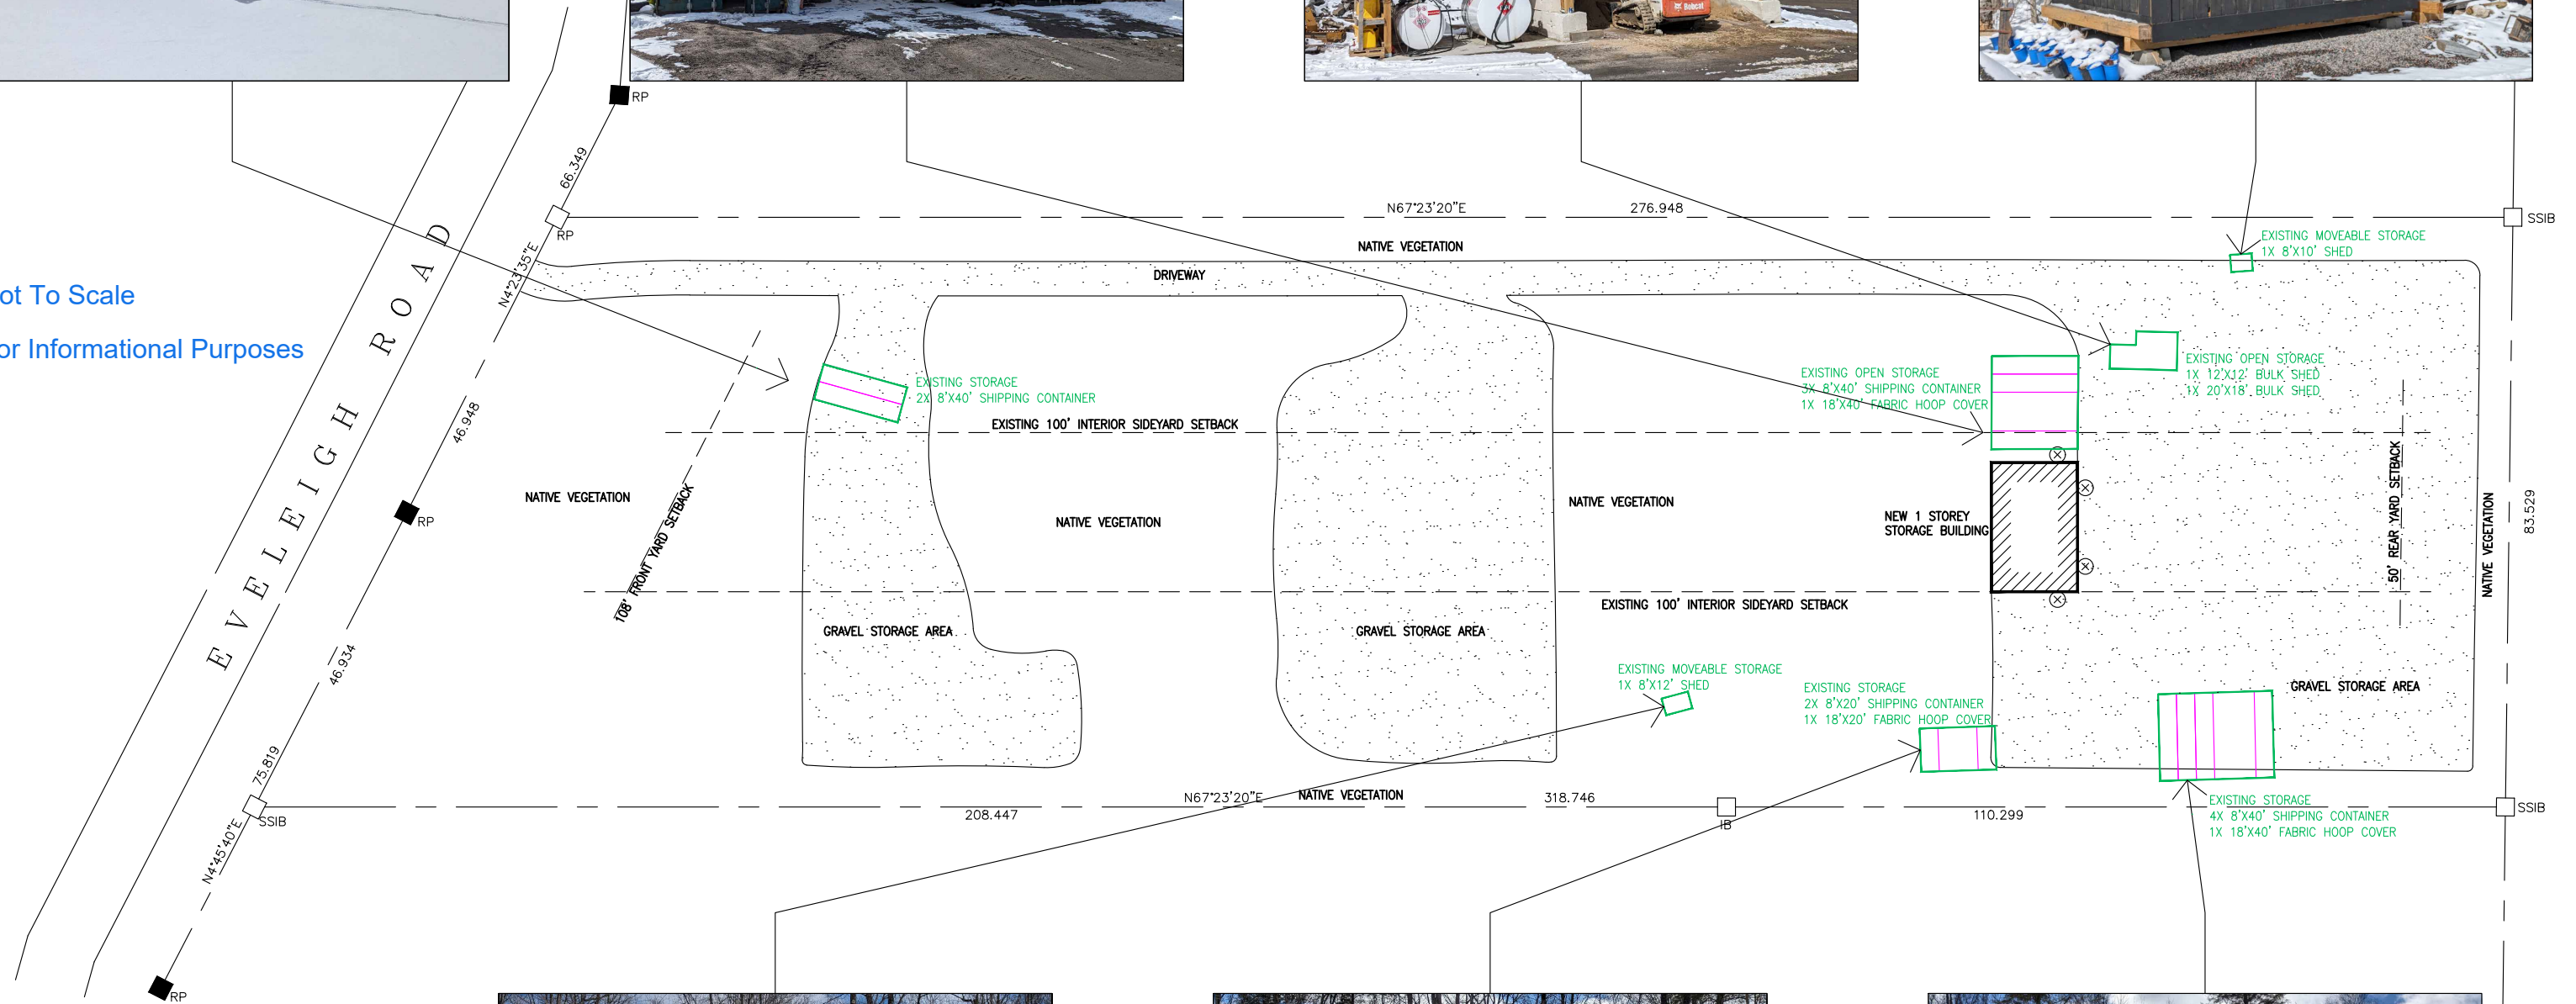 Bobcat
RP
66.349
RP
N67°23'20"E
276.948
SSIB
NATIVE VEGETATION
EXISTING MOVEABLE STORAGE
1X 8'X10' SHED
DRIVEWAY
N4°23'35"E
EVELEIGH ROAD
ot To Scale
or Informational Purposes
EXISTING STORAGE
2X 8'X40' SHIPPING CONTAINER
EXISTING OPEN STORAGE
3X 8'X40' SHIPPING CONTAINER
1X 18'X40' FABRIC HOOP COVER
EXISTING OPEN STORAGE
1X 12'X12' BULK SHED
1X 20'X18' BULK SHED
46.948
EXISTING 100' INTERIOR SIDEYARD SETBACK
NATIVE VEGETATION
108' FRONT YARD SETBACK
NATIVE VEGETATION
NATIVE VEGETATION
NEW 1 STOREY
STORAGE BUILDING
50' REAR YARD SETBACK
NATIVE VEGETATION
83.529
RP
EXISTING 100' INTERIOR SIDEYARD SETBACK
GRAVEL STORAGE AREA
GRAVEL STORAGE AREA
46.934
EXISTING MOVEABLE STORAGE
1X 8'X12' SHED
EXISTING STORAGE
2X 8'X20' SHIPPING CONTAINER
1X 18'X20' FABRIC HOOP COVER
GRAVEL STORAGE AREA
75.819
SSIB
N67°23'20"E
NATIVE VEGETATION
318.746
208.447
IB
110.299
SSIB
EXISTING STORAGE
4X 8'X40' SHIPPING CONTAINER
1X 18'X40' FABRIC HOOP COVER
N4°45'40"E
RP